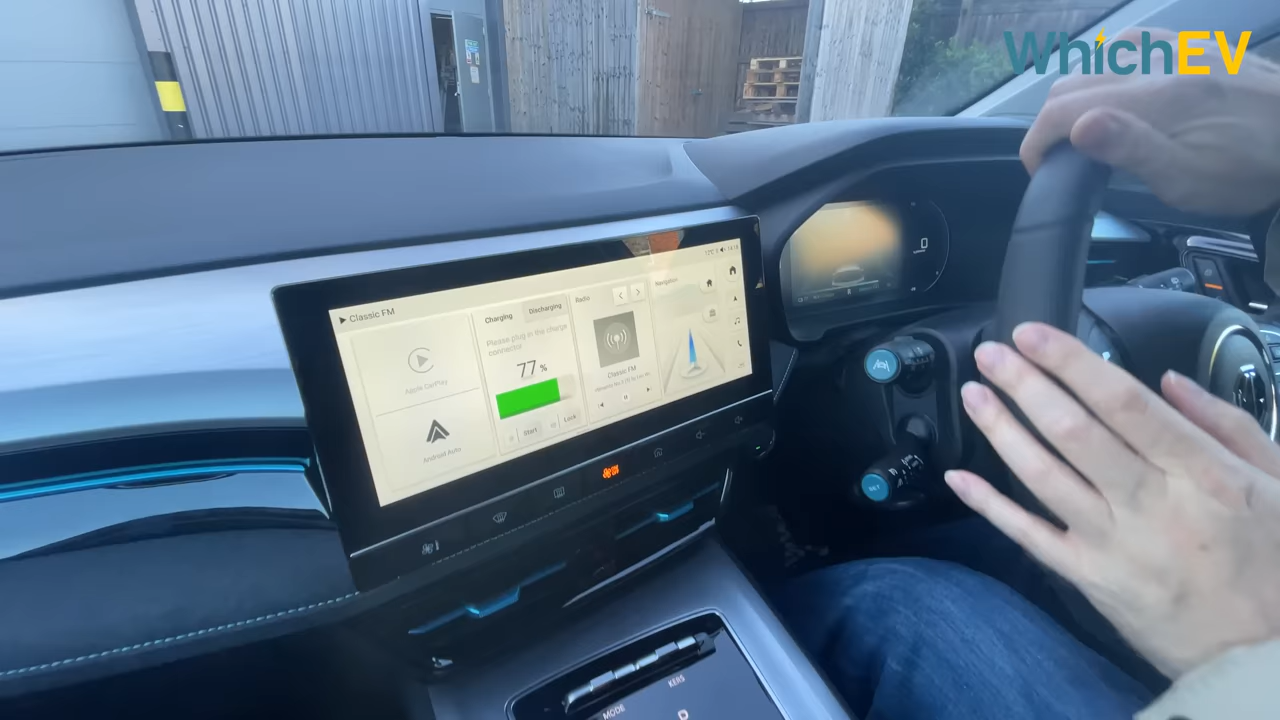 WhichEV
Classic FM
Apple CarPlay
Android Auto
Charging
Discharging
Please plug in the charge
connector
77 %
Start
Lock
Radio
Classic FM
Navigation
MODE
KERS